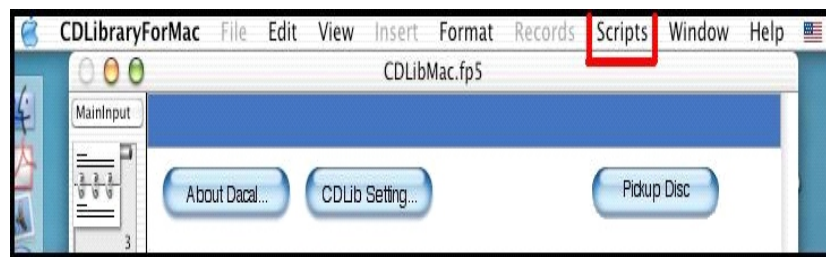 CDLibraryForMac File Edit View Insert Format Records Scripts Window Help
CDLibMac.fp5
MainInput
About Dacal... CDLib Setting... Pickup Disc
3